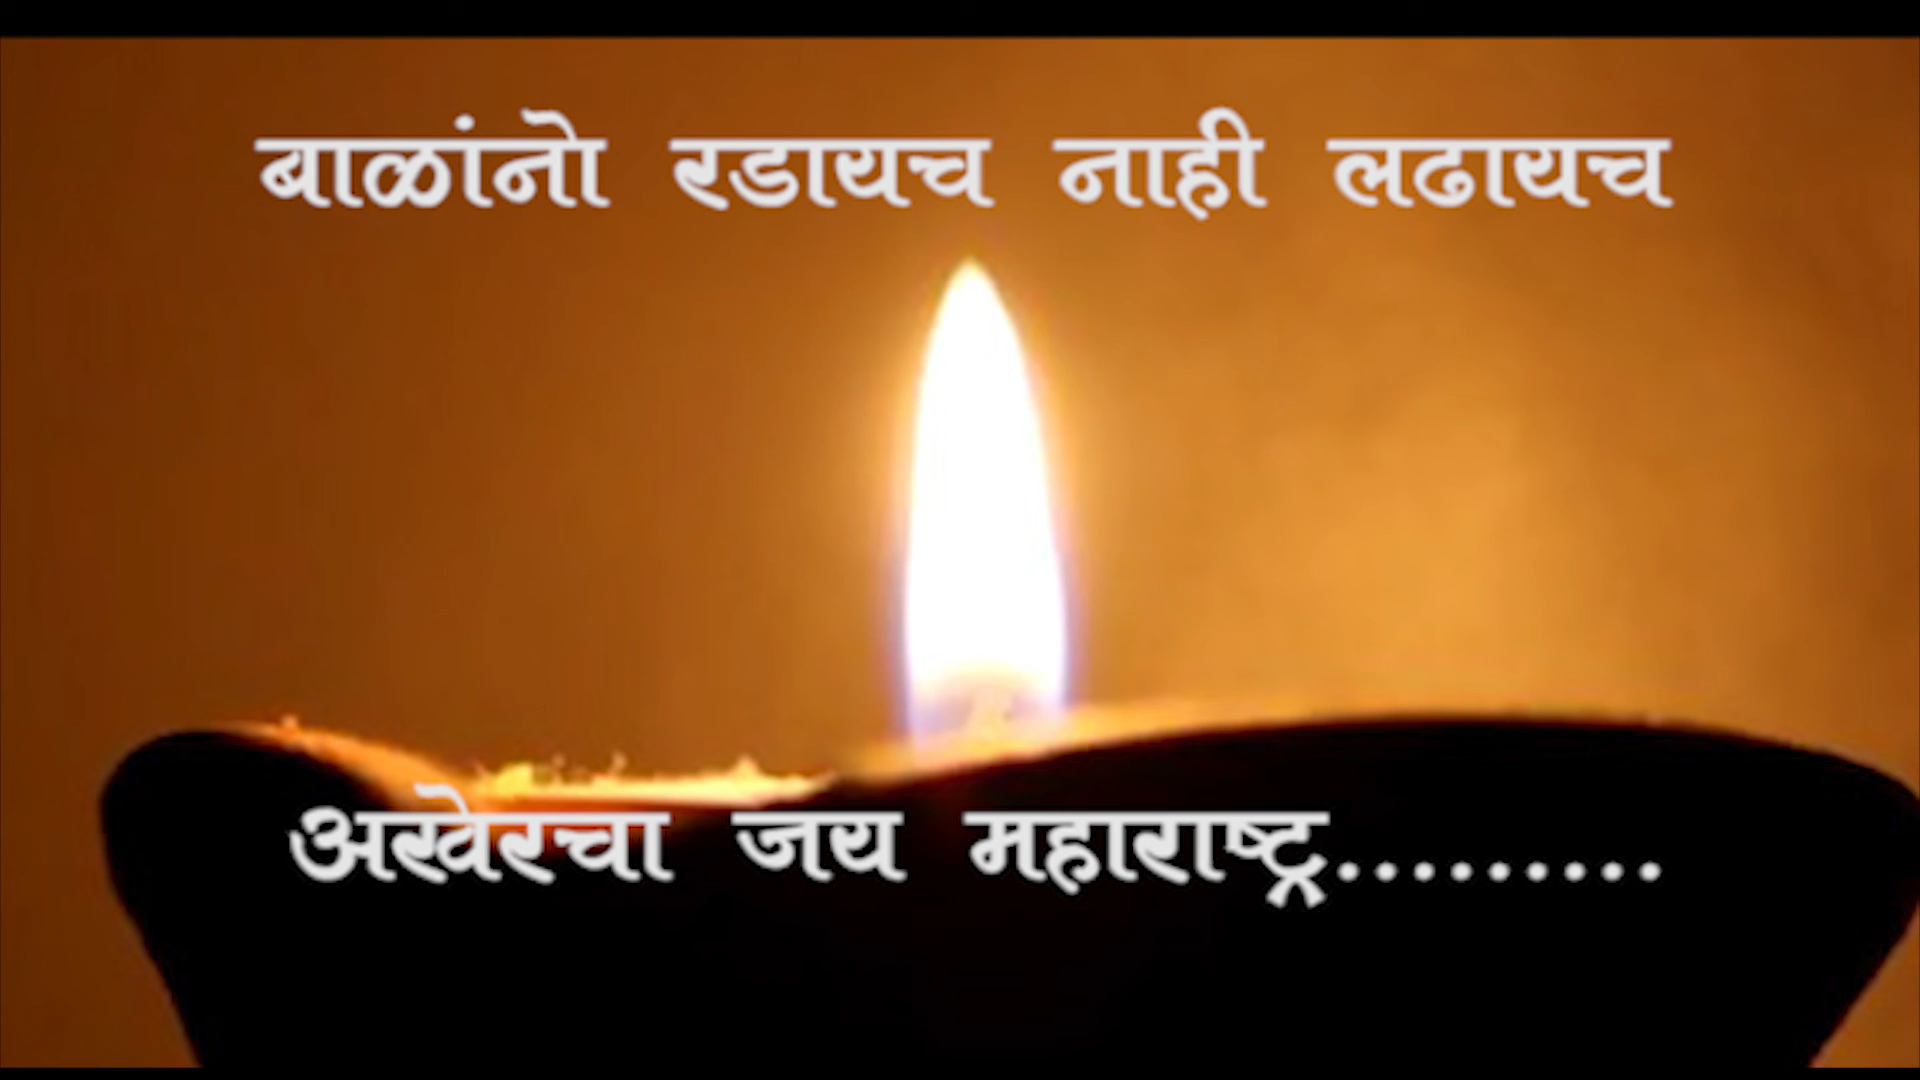 बाळांनो रडायच नाही लढायच
अखेरचा जय महाराष्ट्र.........